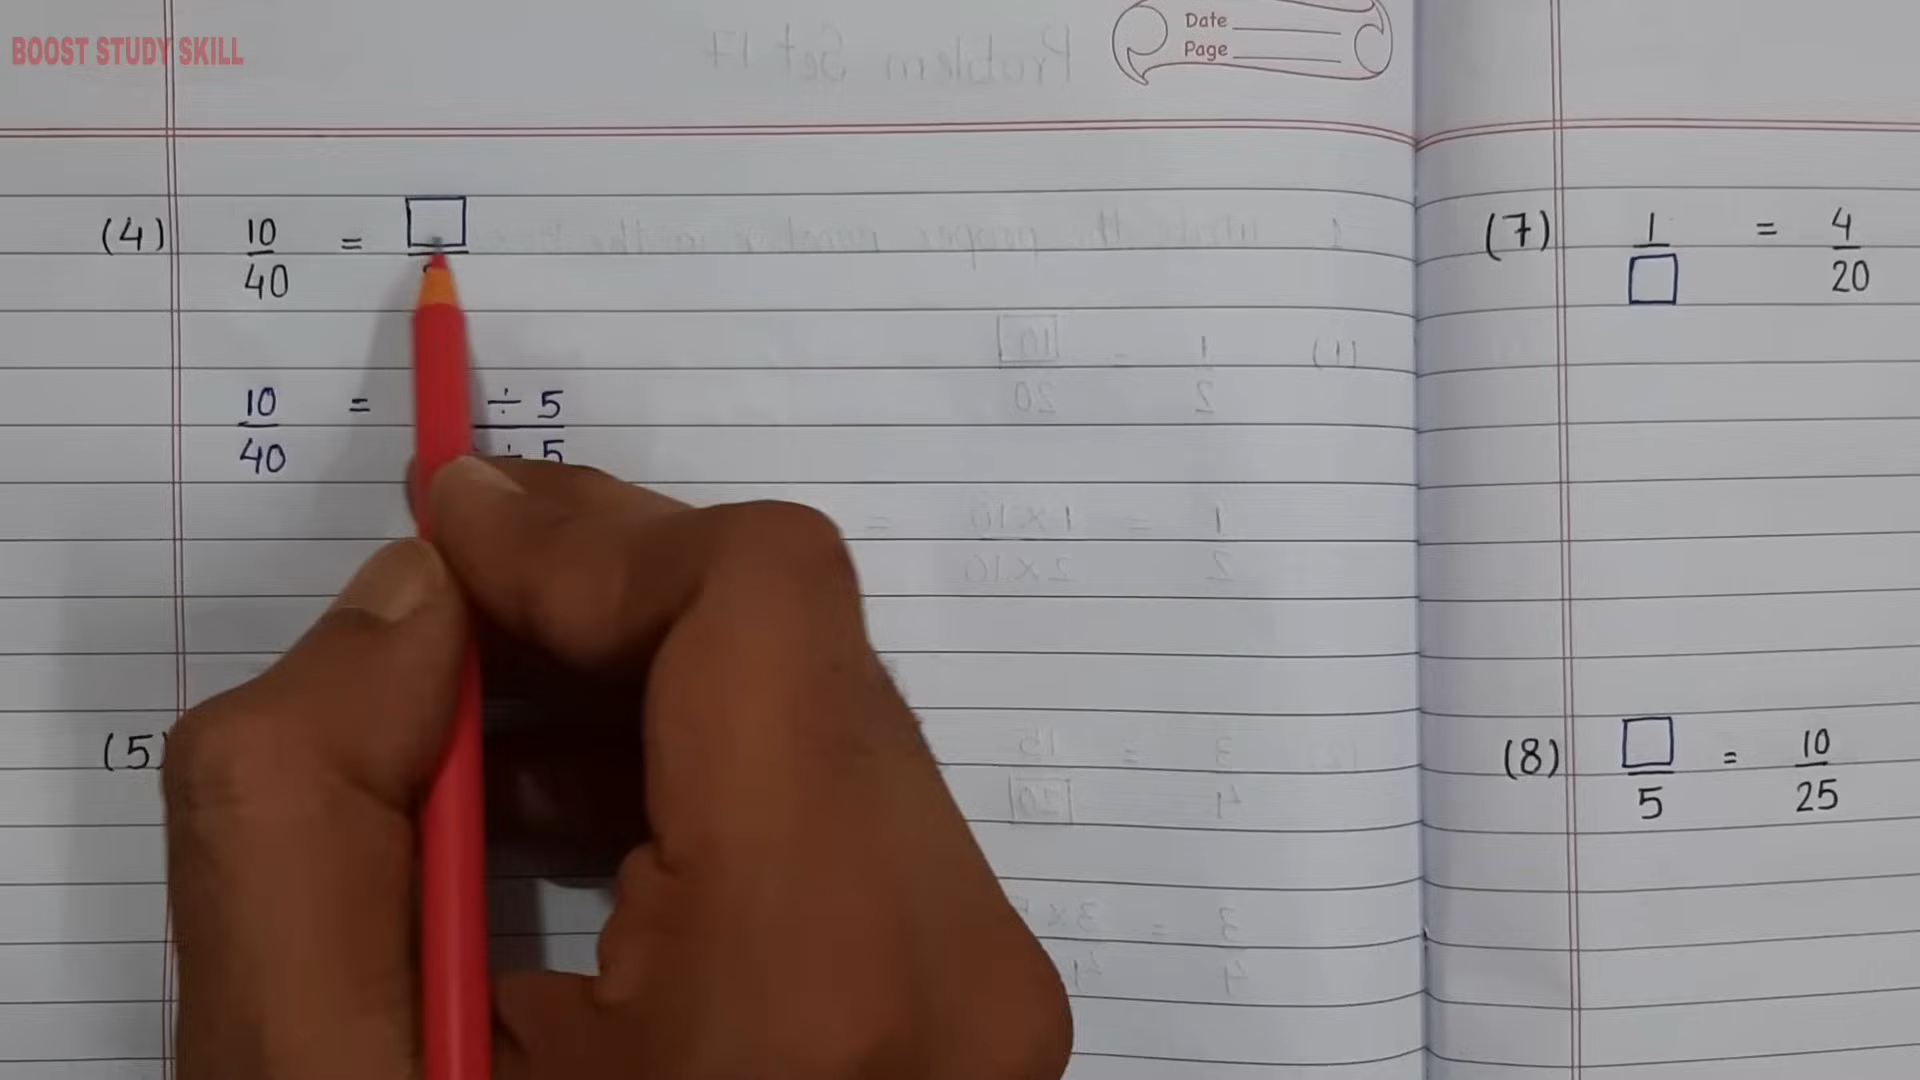 BOOST STUDY SKILL
Date
Page
(4) 10/40 = □/
10/40 = ÷ 5/÷ 5
(5)
(7) 1/□ = 4/20
(8) □/5 = 10/25